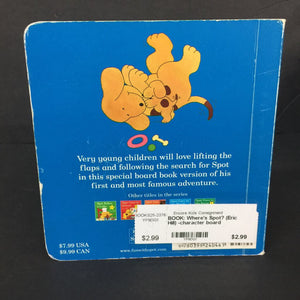 Very young children will love lifting the
flaps and following the search for Spot
in this special board book version of his
first and most famous adventure.
Other titles in the series
Encore Kids Consignment
BOOK: Where's Spot? (Eric
Hill) -character board
$2.99
$2.99
$7.99 USA
$9.99 CAN